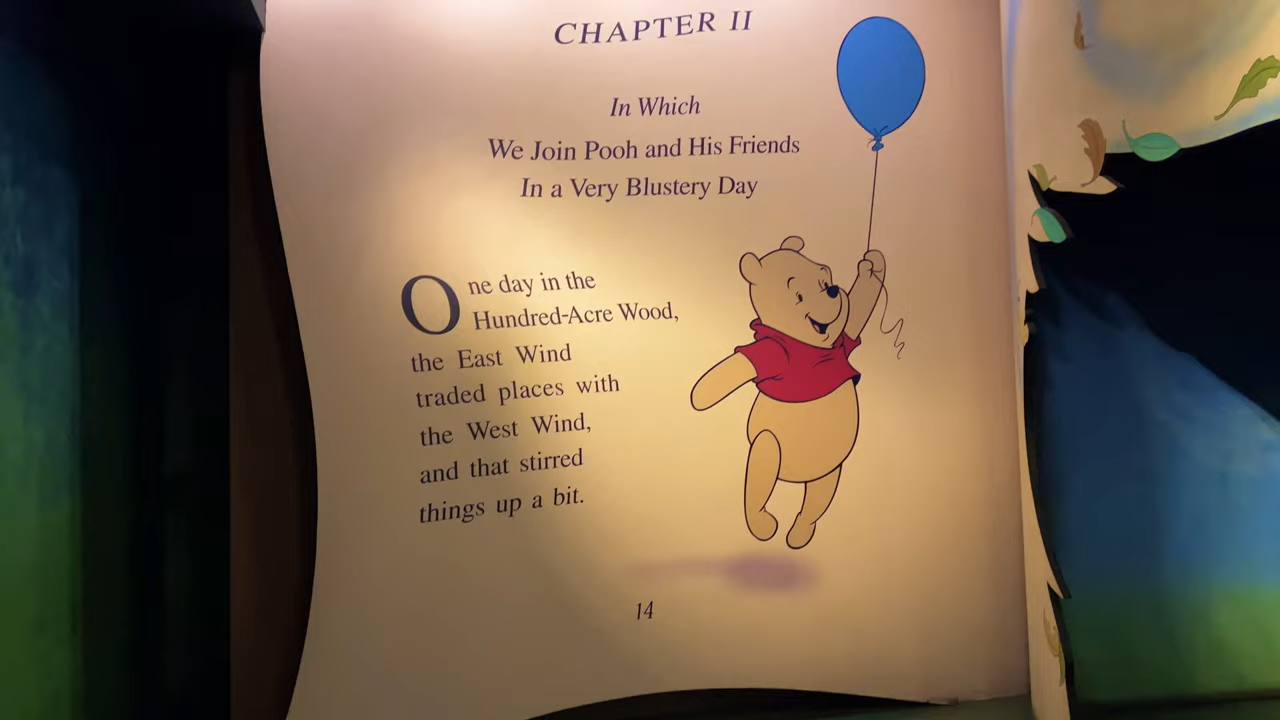 CHAPTER II
In Which
We Join Pooh and His Friends
In a Very Blustery Day
One day in the
Hundred-Acre Wood,
the East Wind
traded places with
the West Wind,
and that stirred
things up a bit.
14